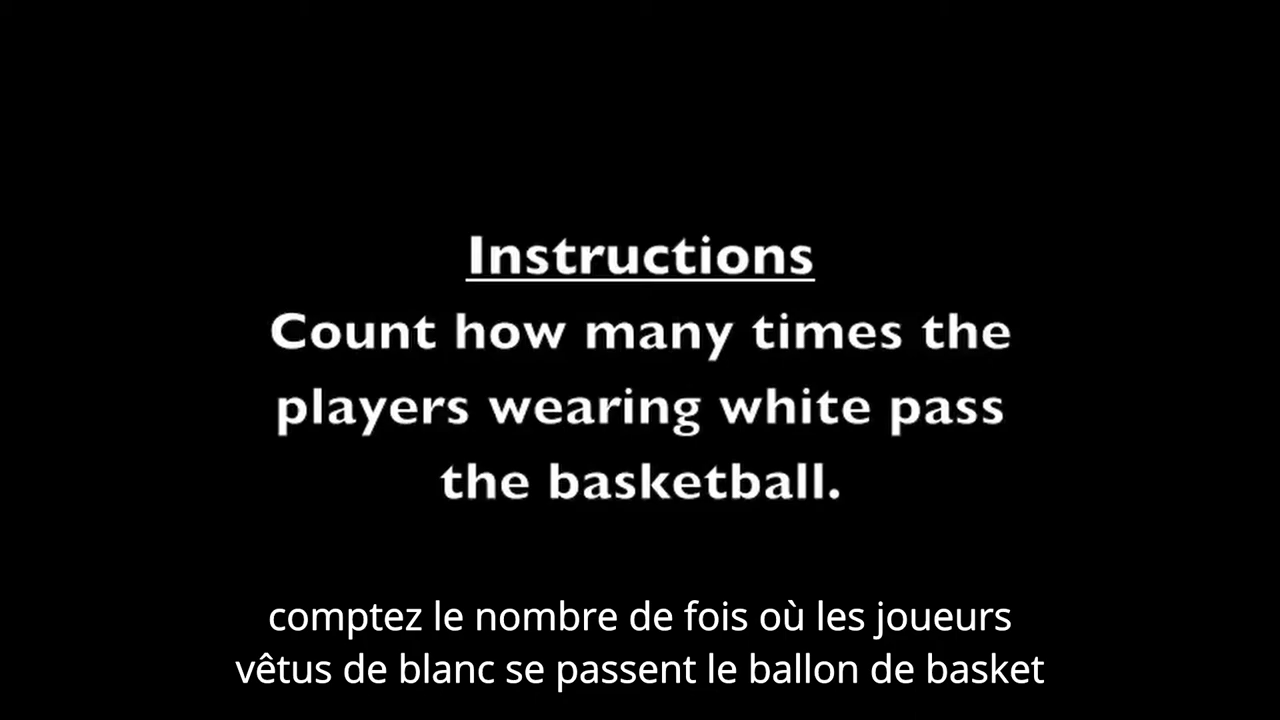 Instructions
Count how many times the
players wearing white pass
the basketball.
comptez le nombre de fois où les joueurs
vêtus de blanc se passent le ballon de basket